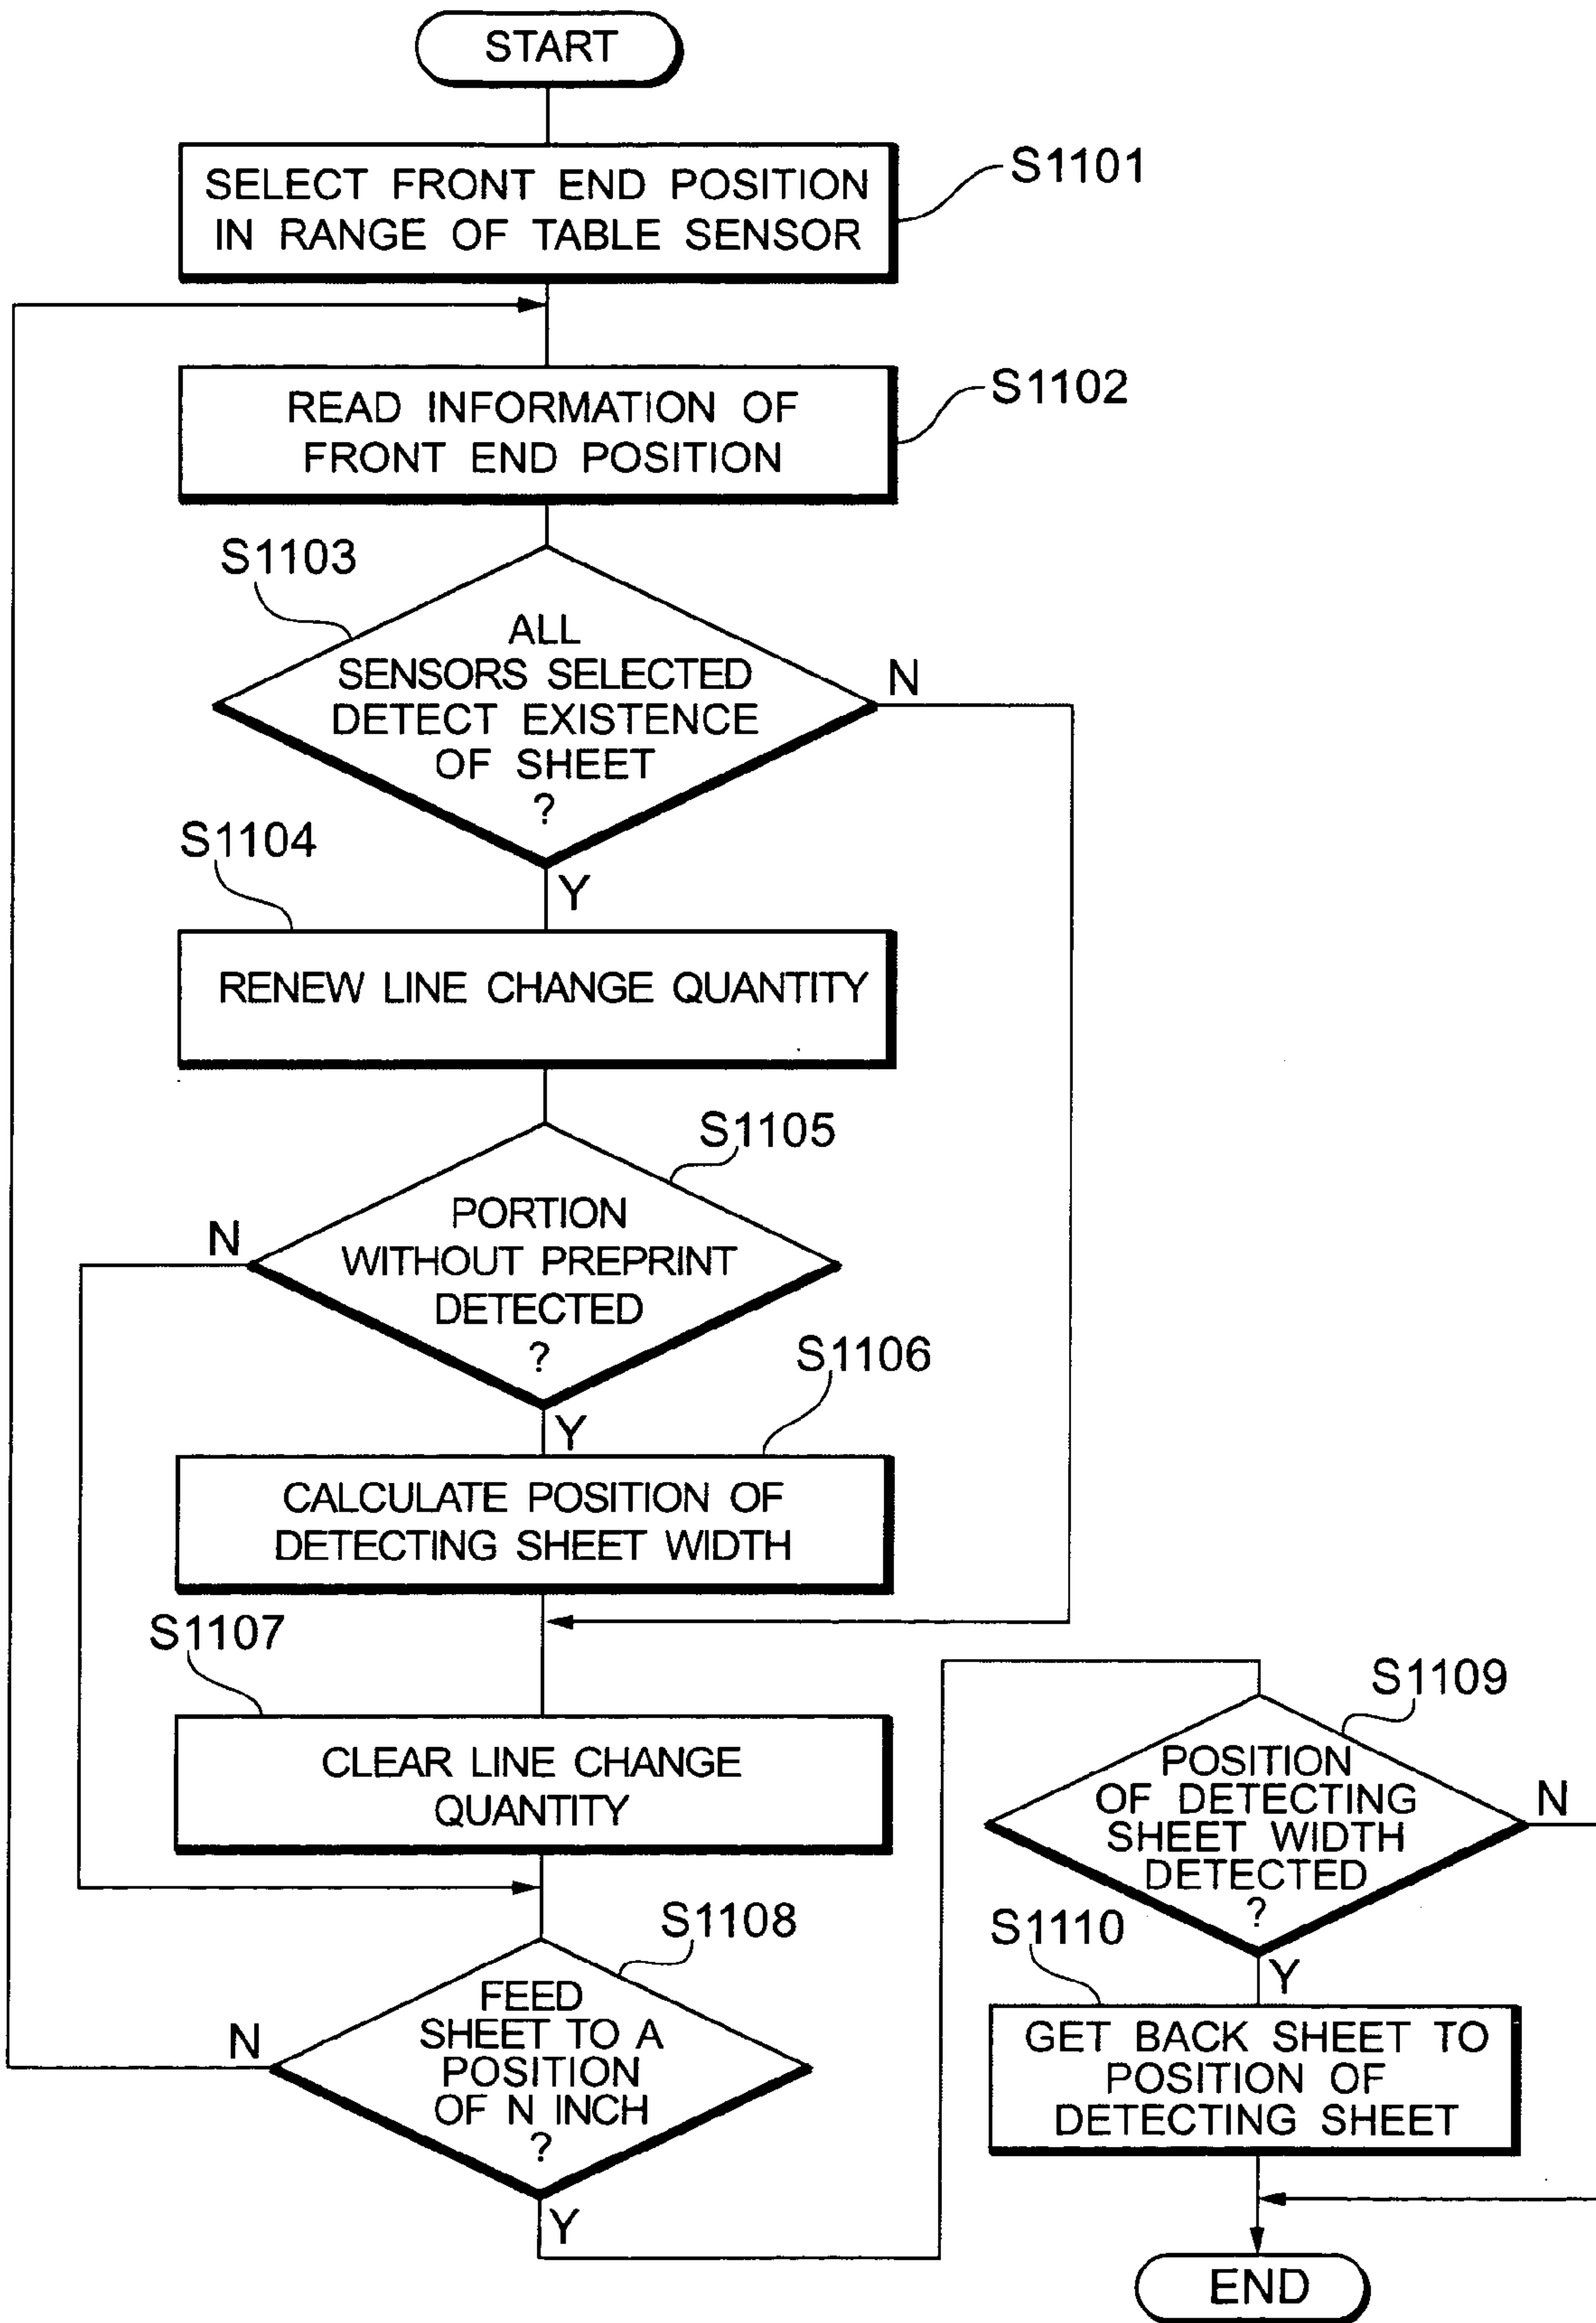 START
SELECT FRONT END POSITION
IN RANGE OF TABLE SENSOR
S1101
READ INFORMATION OF
FRONT END POSITION
S1102
S1103
ALL
SENSORS SELECTED
DETECT EXISTENCE
OF SHEET
?
N
Y
S1104
RENEW LINE CHANGE QUANTITY
S1105
PORTION
WITHOUT PREPRINT
DETECTED
?
N
Y
S1106
CALCULATE POSITION OF
DETECTING SHEET WIDTH
S1107
CLEAR LINE CHANGE
QUANTITY
S1108
FEED
SHEET TO A
POSITION
OF N INCH
?
N
Y
S1109
POSITION
OF DETECTING
SHEET WIDTH
DETECTED
?
N
Y
S1110
GET BACK SHEET TO
POSITION OF
DETECTING SHEET
END